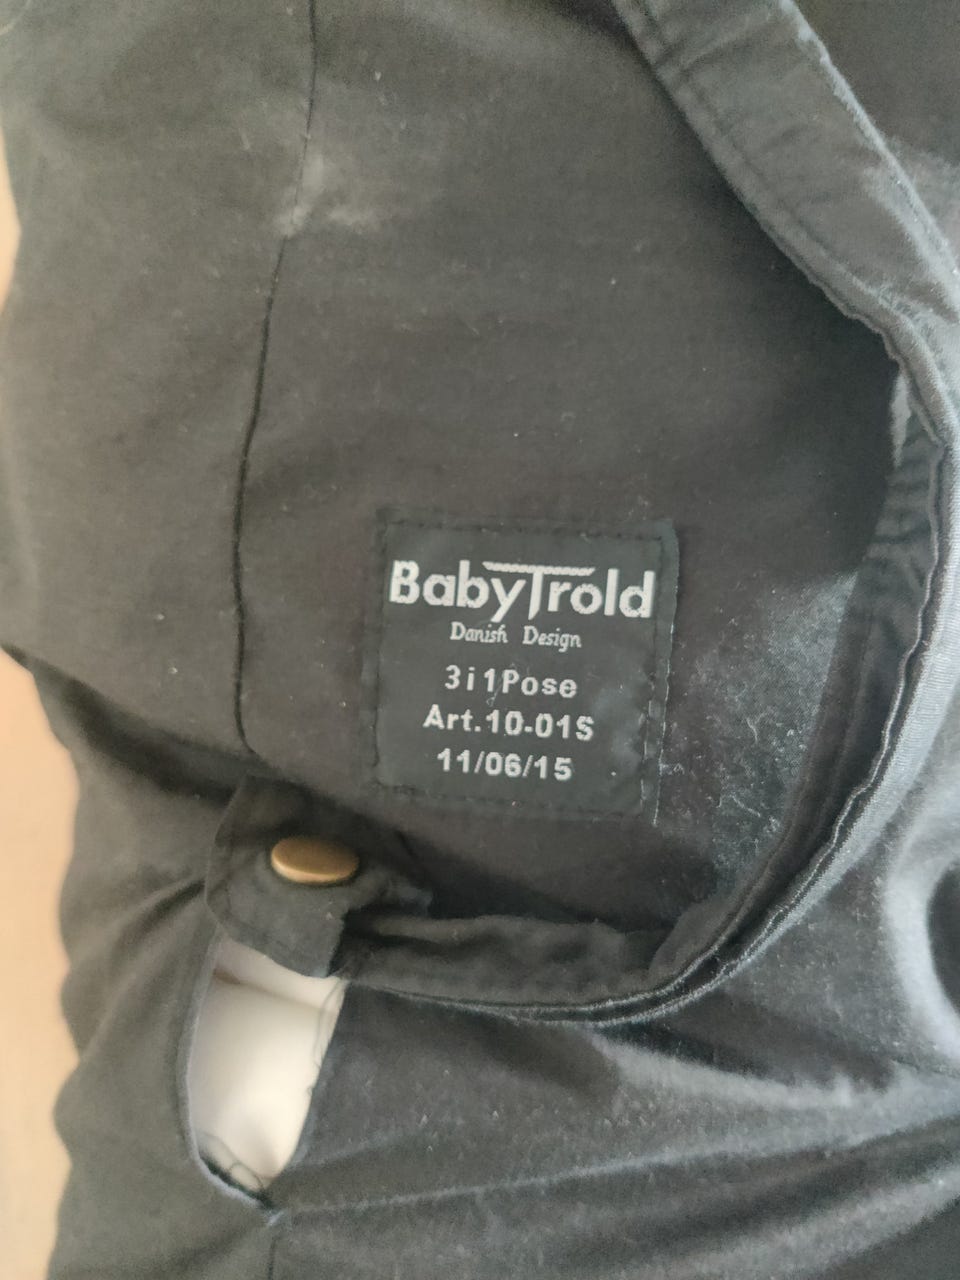 BabyTrold
Danish Design
3i1Pose
Art.10-01S
11/06/15